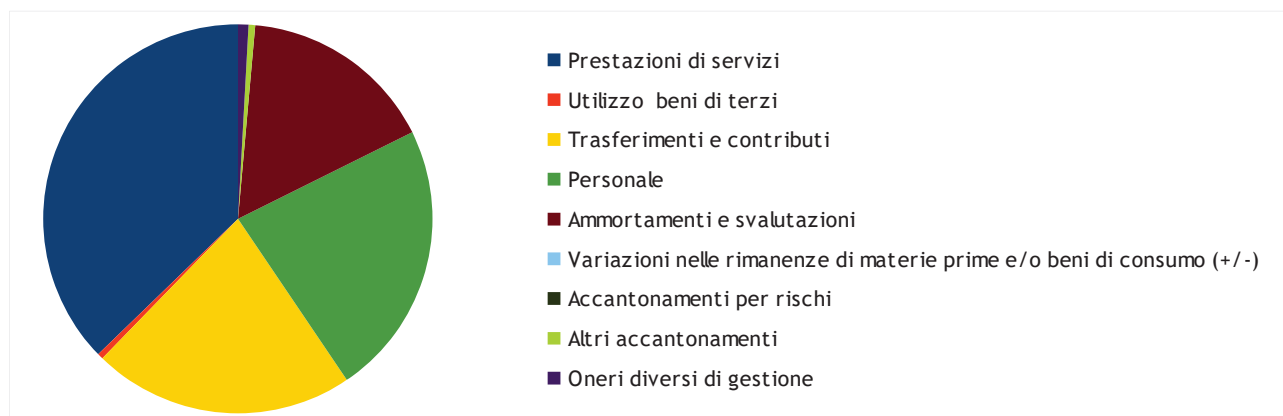 Prestazioni di servizi
Utilizzo beni di terzi
Trasferimenti e contributi
Personale
Ammortamenti e svalutazioni
Variazioni nelle rimanenze di materie prime e/o beni di consumo (+/-)
Accantonamenti per rischi
Altri accantonamenti
Oneri diversi di gestione